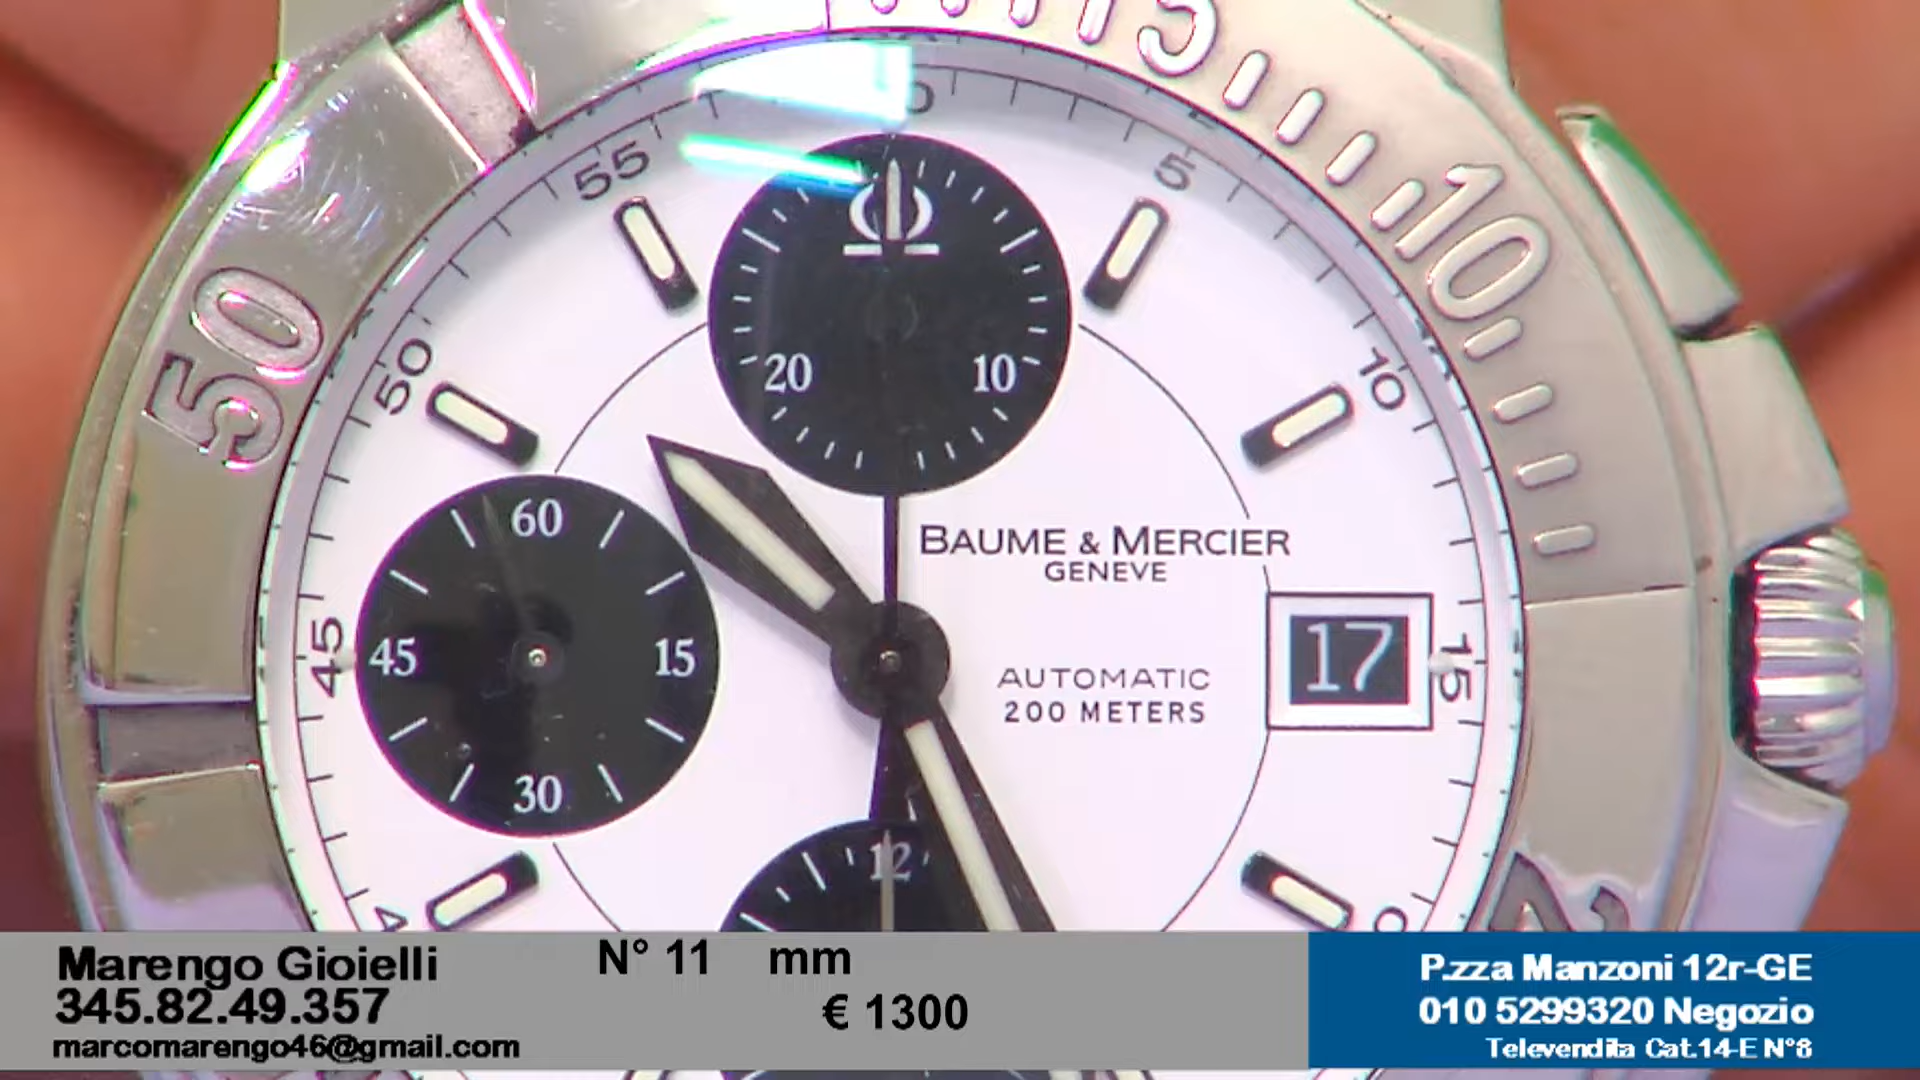 5
10
50
55
5
50
10
20
10
60
45
15
30
45
15
12
BAUME & MERCIER
GENEVE
17
AUTOMATIC
200 METERS
Marengo Gioielli
345.82.49.357
marcomarengo46@gmail.com
N° 11 mm
€ 1300
P.zza Manzoni 12r-GE
010 5299320 Negozio
Televendita Cat.14-E N°8